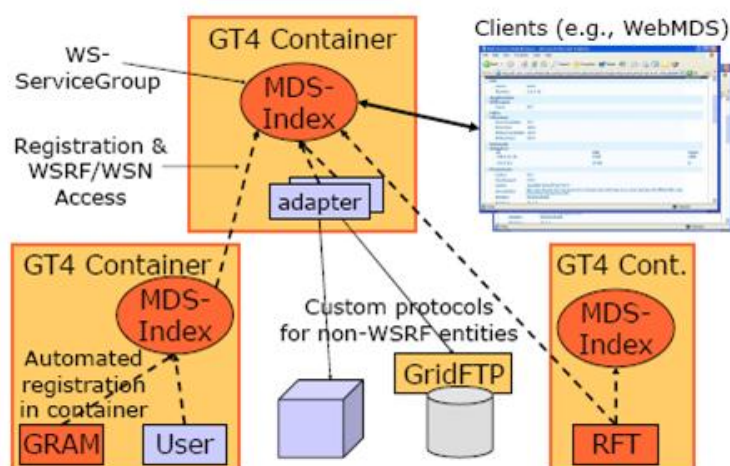 GT4 Container
Clients (e.g., WebMDS)
WS-
ServiceGroup
MDS-
Index
Registration &
WSRF/WSN
Access
adapter
GT4 Container
MDS-
Index
Automated
registration
in container
GRAM
User
Custom protocols
for non-WSRF entities
GridFTP
GT4 Cont.
MDS-
Index
RFT